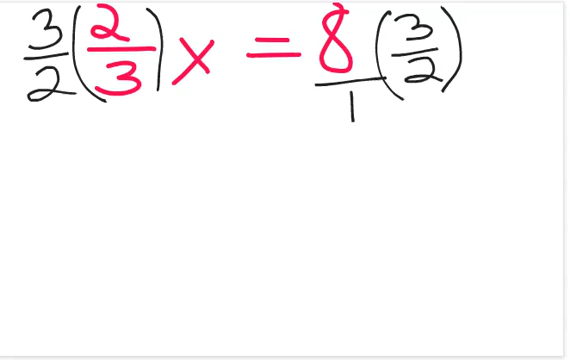 3/2 (2/3) x = 8/1 (3/2)